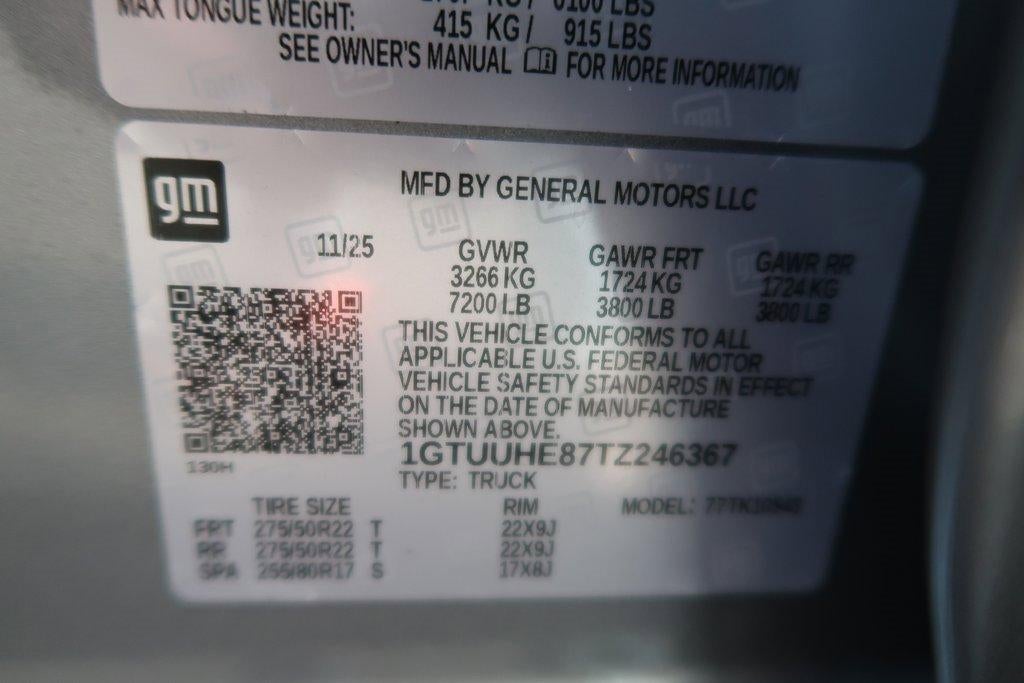 MAX TONGUE WEIGHT: 415 KG / 915 LBS
SEE OWNER'S MANUAL FOR MORE INFORMATION
gm
MFD BY GENERAL MOTORS LLC
11/25 GVWR GAWR FRT GAWR RR
3266 KG 1724 KG 1724 KG
7200 LB 3800 LB 3800 LB
THIS VEHICLE CONFORMS TO ALL
APPLICABLE U.S. FEDERAL MOTOR
VEHICLE SAFETY STANDARDS IN EFFECT
ON THE DATE OF MANUFACTURE
SHOWN ABOVE.
1GTUUHE87TZ246367
130H
TYPE: TRUCK
TIRE SIZE RIM MODEL:
FRT 275/50R22 T 22X9J
RR 275/50R22 T 22X9J
SPA 255/80R17 S 17X8J